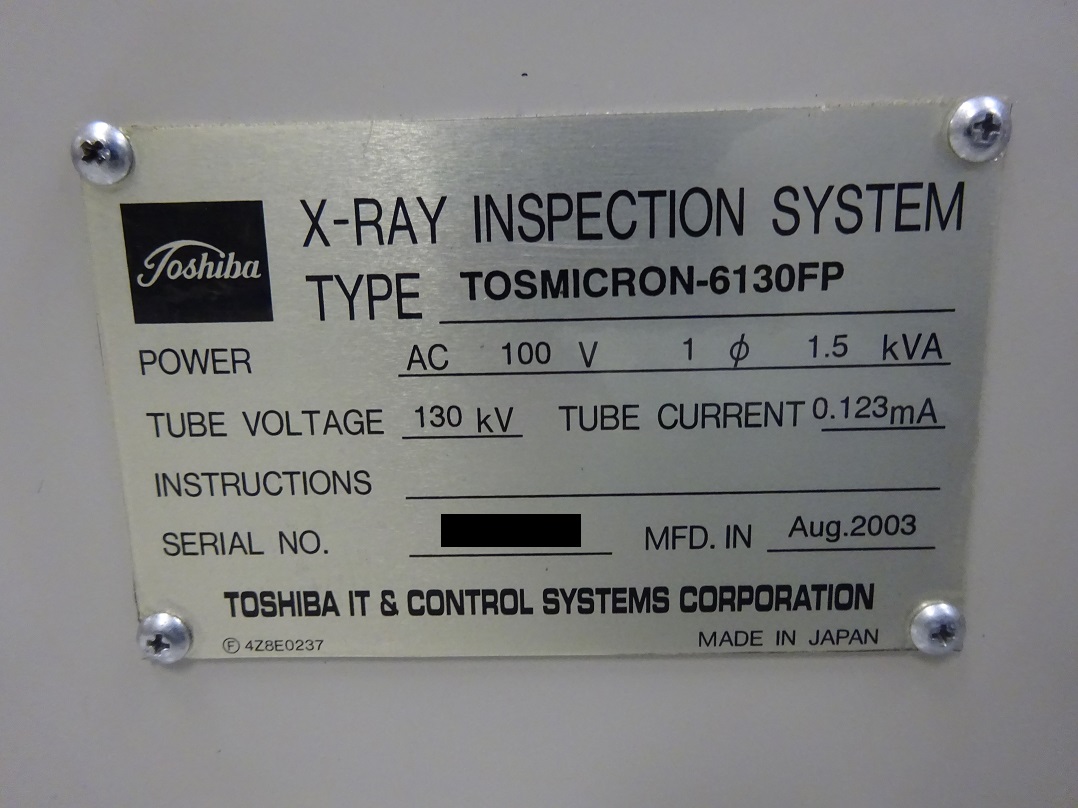 Toshiba
X-RAY INSPECTION SYSTEM
TYPE TOSMICRON-6130FP
POWER AC 100 V 1 ϕ 1.5 kVA
TUBE VOLTAGE 130 kV TUBE CURRENT 0.123mA
INSTRUCTIONS
SERIAL NO. MFD. IN Aug.2003
TOSHIBA IT & CONTROL SYSTEMS CORPORATION
Ⓕ 4Z8E0237 MADE IN JAPAN